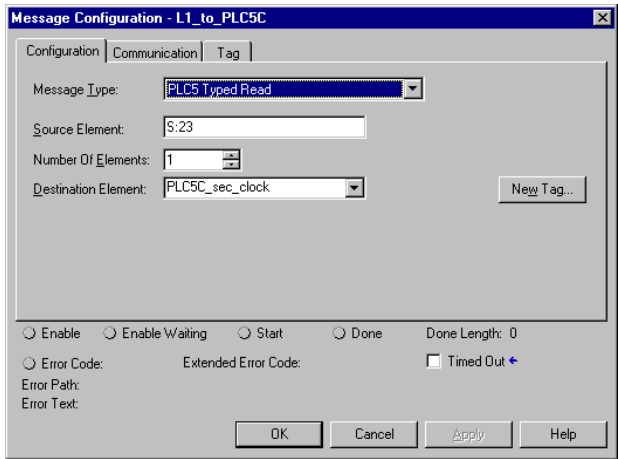 Message Configuration - L1_to_PLC5C
Configuration Communication Tag
Message Type: PLC5 Typed Read
Source Element: S:23
Number Of Elements: 1
Destination Element: PLC5C_sec_clock New Tag...
Enable Enable Waiting Start Done Done Length: 0
Error Code: Extended Error Code: Timed Out
Error Path:
Error Text:
OK Cancel Apply Help